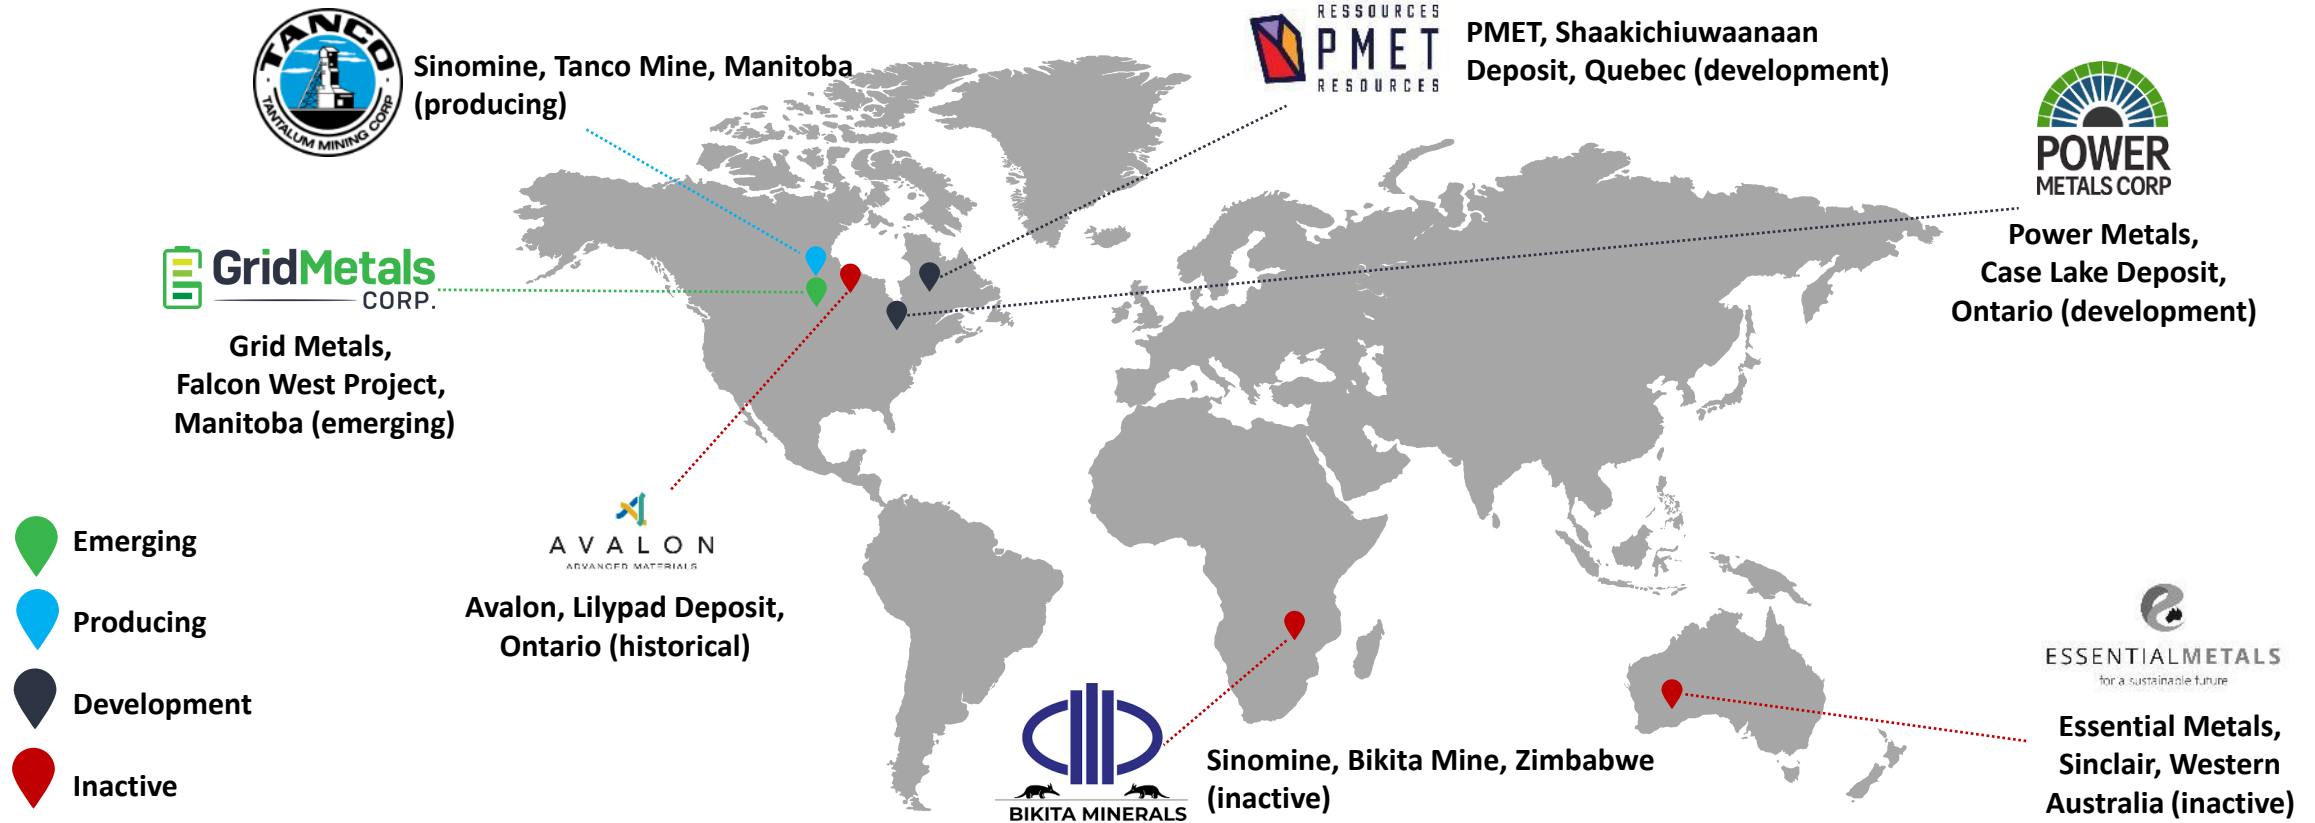 TANCO
TANTALUM MINING CORP
Sinomine, Tanco Mine, Manitoba
(producing)
RESSOURCES
PMET
RESOURCES
PMET, Shaakichiuwaanaan
Deposit, Quebec (development)
POWER
METALS CORP
Power Metals,
Case Lake Deposit,
Ontario (development)
GridMetals
CORP.
Grid Metals,
Falcon West Project,
Manitoba (emerging)
Emerging
Producing
Development
Inactive
AVALON
ADVANCED MATERIALS
Avalon, Lilypad Deposit,
Ontario (historical)
BIKITA MINERALS
Sinomine, Bikita Mine, Zimbabwe
(inactive)
ESSENTIALMETALS
for a sustainable future
Essential Metals,
Sinclair, Western
Australia (inactive)